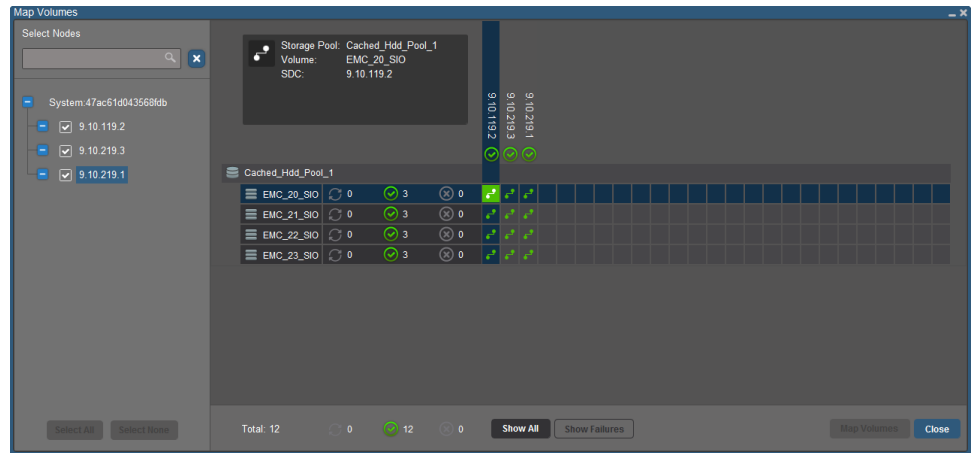 Map Volumes
Select Nodes
System:47ac61d043568fdb
9.10.119.2
9.10.219.3
9.10.219.1
Select All Select None
Storage Pool: Cached_Hdd_Pool_1
Volume: EMC_20_SIO
SDC: 9.10.119.2
9.10.119.2
9.10.219.3
9.10.219.1
Cached_Hdd_Pool_1
EMC_20_SIO 0 3 0
EMC_21_SIO 0 3 0
EMC_22_SIO 0 3 0
EMC_23_SIO 0 3 0
Total: 12 0 12 0 Show All Show Failures Map Volumes Close